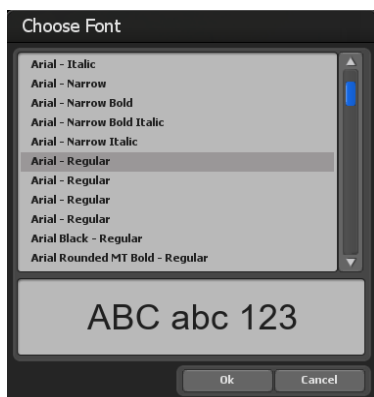 Choose Font
Arial - Italic
Arial - Narrow
Arial - Narrow Bold
Arial - Narrow Bold Italic
Arial - Narrow Italic
Arial - Regular
Arial - Regular
Arial - Regular
Arial - Regular
Arial Black - Regular
Arial Rounded MT Bold - Regular
ABC abc 123
Ok Cancel